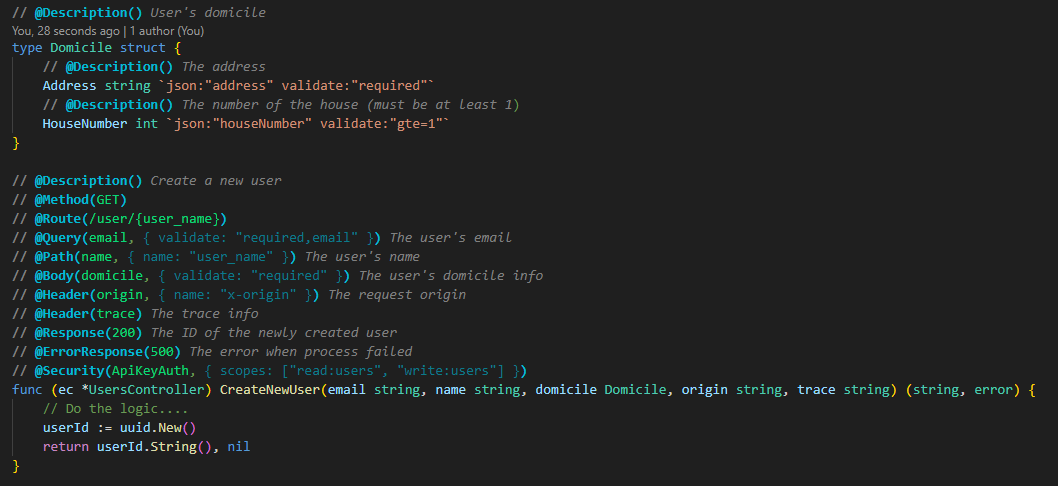 // @Description() User's domicile
You, 28 seconds ago | 1 author (You)
type Domicile struct {
    // @Description() The address
    Address string `json:"address" validate:"required"`
    // @Description() The number of the house (must be at least 1)
    HouseNumber int `json:"houseNumber" validate:"gte=1"`
}

// @Description() Create a new user
// @Method(GET)
// @Route(/user/{user_name})
// @Query(email, { validate: "required,email" }) The user's email
// @Path(name, { name: "user_name" }) The user's name
// @Body(domicile, { validate: "required" }) The user's domicile info
// @Header(origin, { name: "x-origin" }) The request origin
// @Header(trace) The trace info
// @Response(200) The ID of the newly created user
// @ErrorResponse(500) The error when process failed
// @Security(ApiKeyAuth, { scopes: ["read:users", "write:users"] })
func (ec *UsersController) CreateNewUser(email string, name string, domicile Domicile, origin string, trace string) (string, error) {
    // Do the logic....
    userId := uuid.New()
    return userId.String(), nil
}